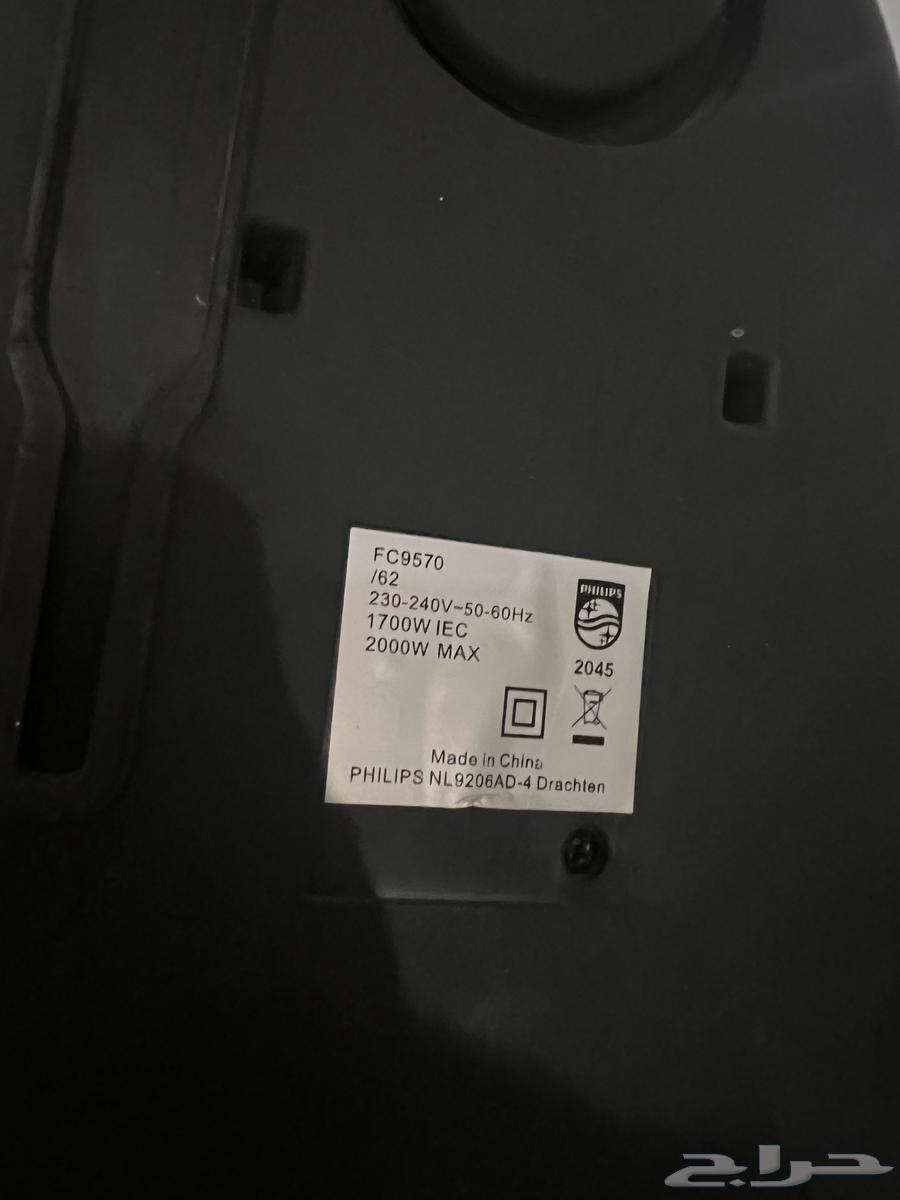 FC9570
/62
230-240V~50-60Hz
1700W IEC
2000W MAX
PHILIPS
2045
Made in China
PHILIPS NL9206AD-4 Drachten
حراج